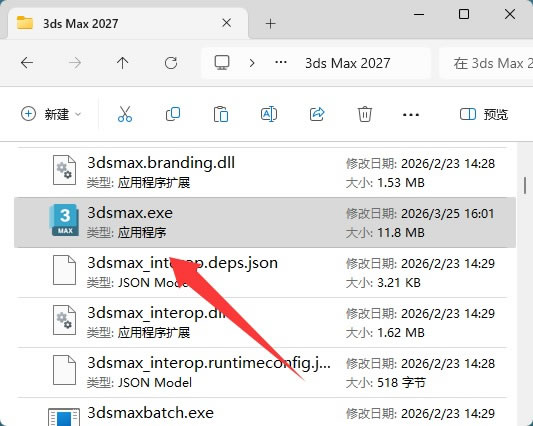 3ds Max 2027
3ds Max 2027
在 3ds Max 2
新建
预览
3dsmax.branding.dll
修改日期: 2026/2/23 14:28
类型: 应用程序扩展
大小: 1.53 MB
3
MAX
3dsmax.exe
修改日期: 2026/3/25 16:01
类型: 应用程序
大小: 11.8 MB
3dsmax_interop.deps.json
修改日期: 2026/2/23 14:29
类型: JSON Model
大小: 3.21 KB
3dsmax_interop.dll
修改日期: 2026/2/23 14:29
类型: 应用程序扩展
大小: 1.62 MB
3dsmax_interop.runtimeconfig.j...
修改日期: 2026/2/23 14:28
类型: JSON Model
大小: 518 字节
3dsmaxbatch.exe
修改日期: 2026/2/23 14:29